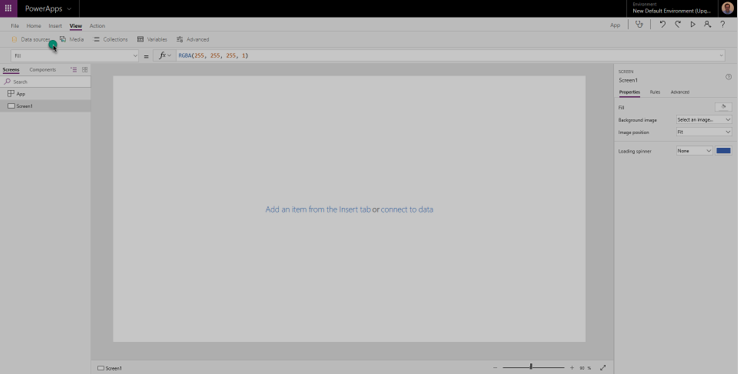 PowerApps
Environment
New Default Environment (Upg...
File Home Insert View Action
App
Data sources Media Collections Variables Advanced
Fill = fx RGBA(255, 255, 255, 1)
Screens Components
Search
App
Screen1
Add an item from the Insert tab or connect to data
SCREEN
Screen1
Properties Rules Advanced
Fill
Background image Select an image...
Image position Fill
Loading spinner None
Screen1
%